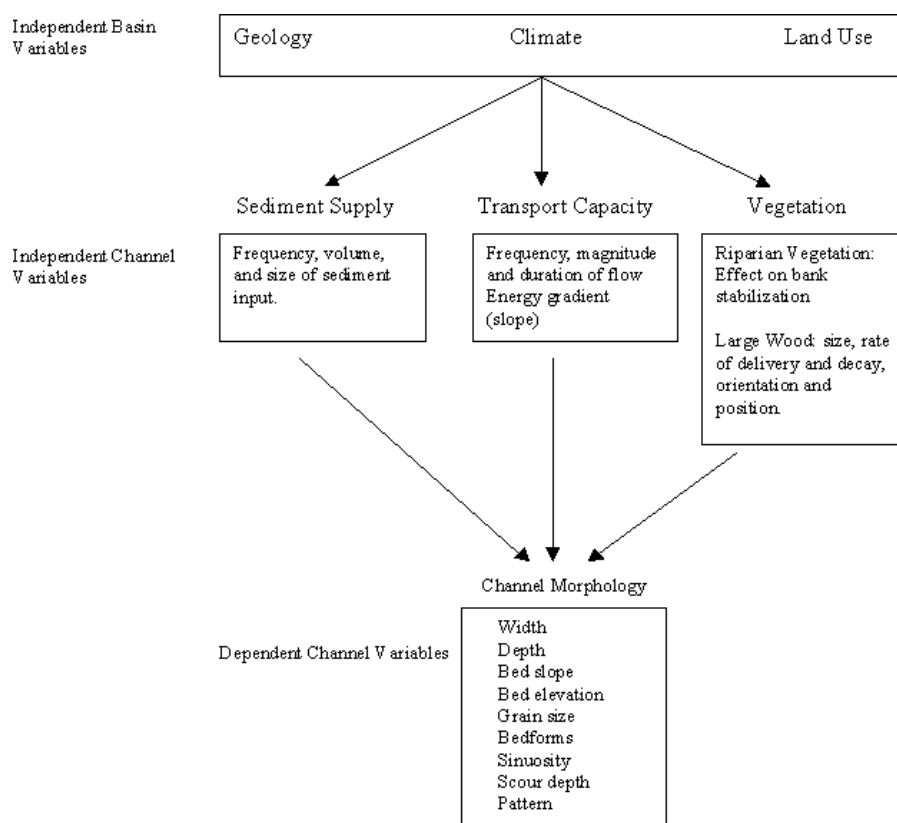 Independent Basin
Variables
Geology
Climate
Land Use
Sediment Supply
Transport Capacity
Vegetation
Independent Channel
Variables
Frequency, volume,
and size of sediment
input.
Frequency, magnitude
and duration of flow
Energy gradient
(slope)
Riparian Vegetation:
Effect on bank
stabilization
Large Wood: size, rate
of delivery and decay,
orientation and
position.
Channel Morphology
Dependent Channel Variables
Width
Depth
Bed slope
Bed elevation
Grain size
Bedforms
Sinuosity
Scour depth
Pattern